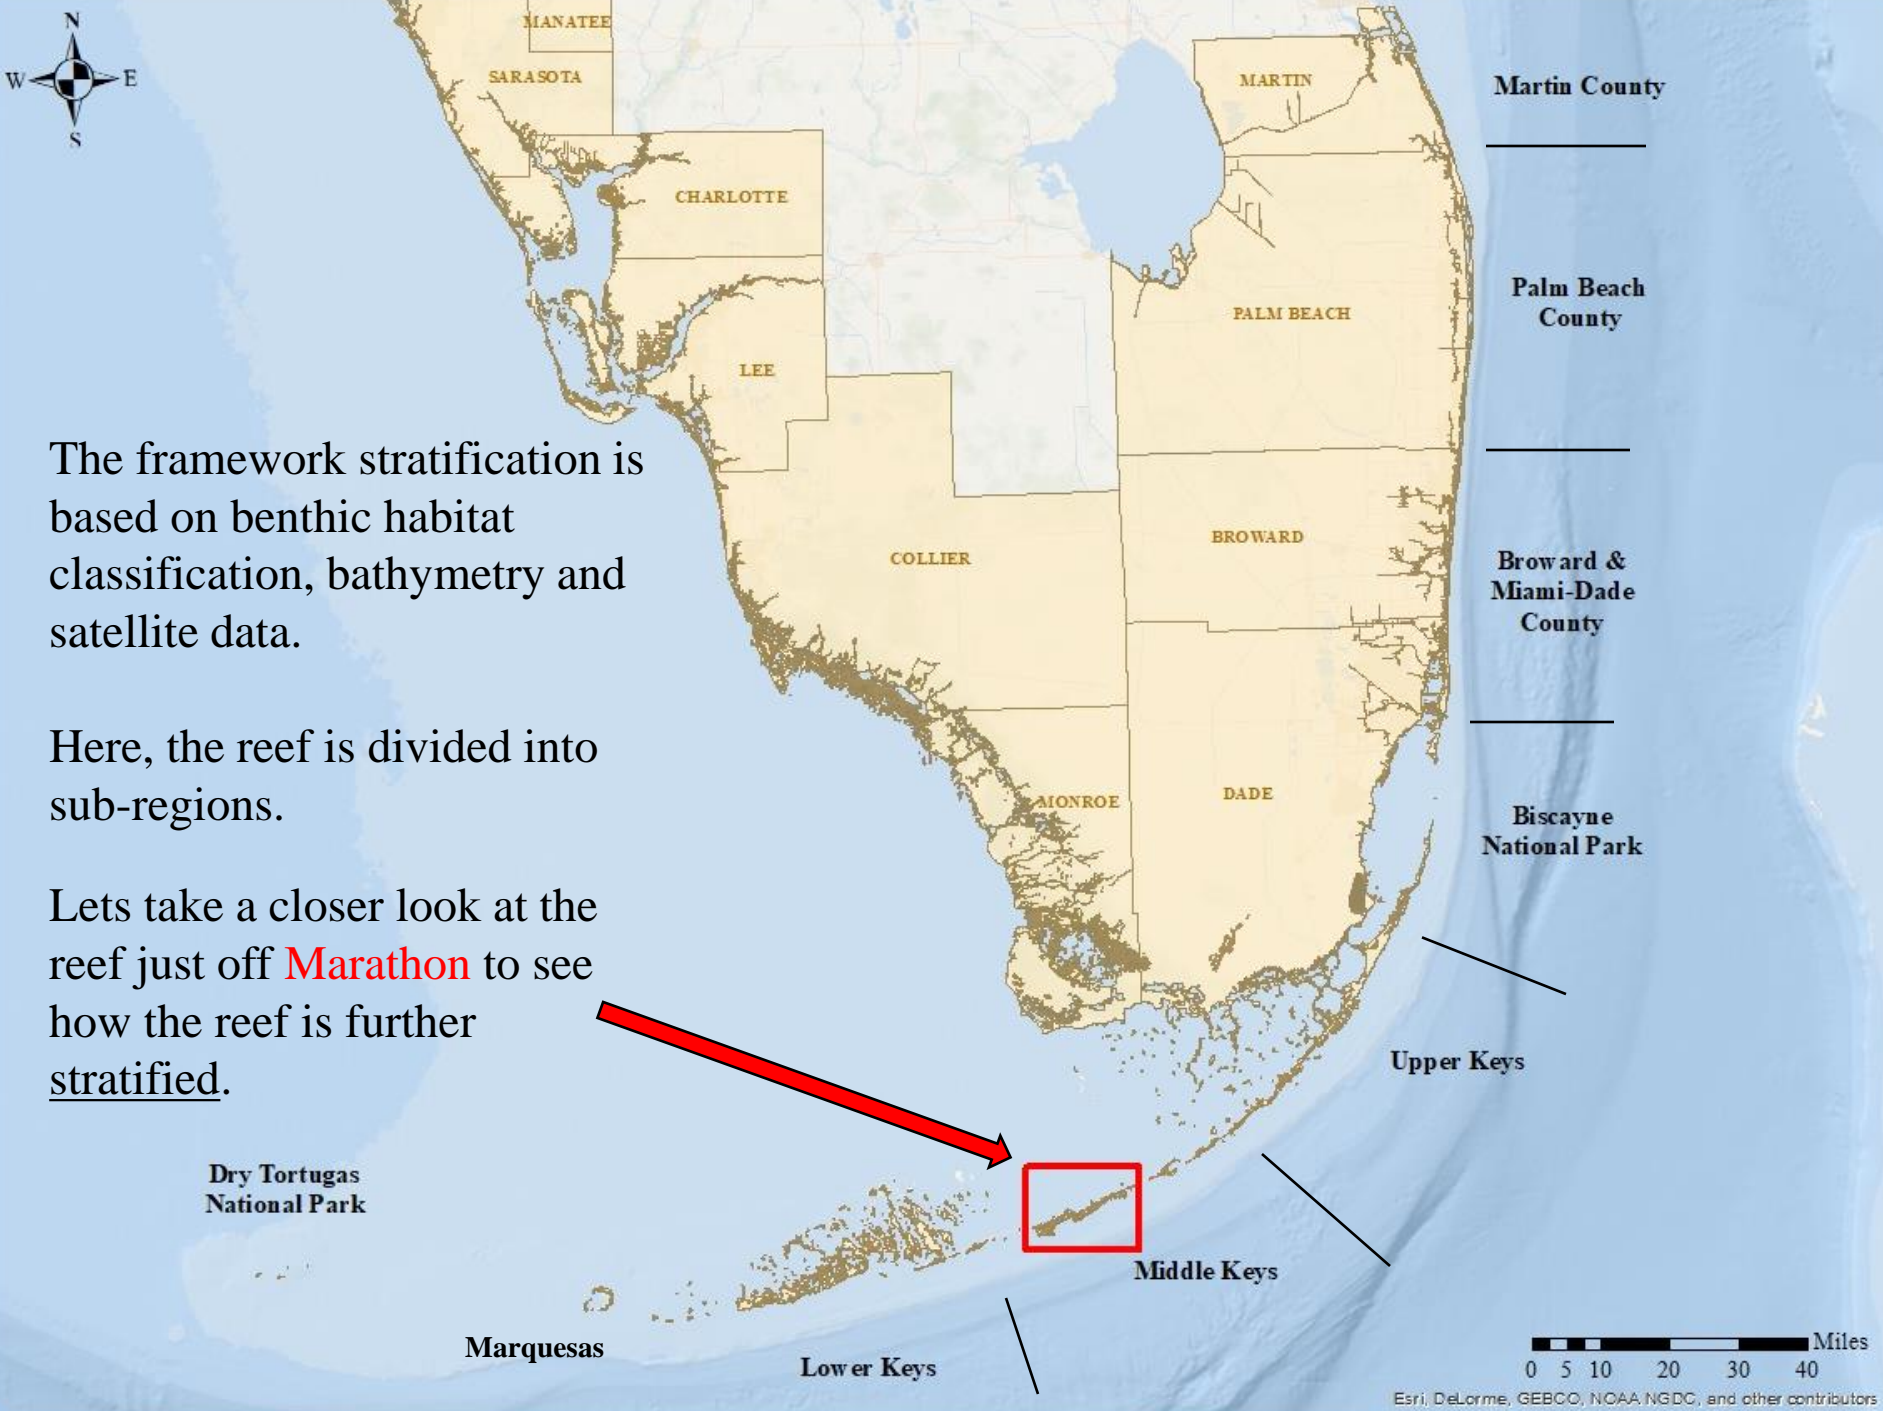 N
W
E
S
MANATEE
SARASOTA
CHARLOTTE
LEE
MARTIN
PALM BEACH
COLLIER
BROWARD
MONROE
DADE
Martin County
Palm Beach
County
Broward &
Miami-Dade
County
Biscayne
National Park
The framework stratification is
based on benthic habitat
classification, bathymetry and
satellite data.
Here, the reef is divided into
sub-regions.
Lets take a closer look at the
reef just off Marathon to see
how the reef is further
stratified.
Upper Keys
Middle Keys
Lower Keys
Marquesas
Dry Tortugas
National Park
Miles
0 5 10 20 30 40
Esri, DeLorme, GEBCO, NOAA NGDC, and other contributors